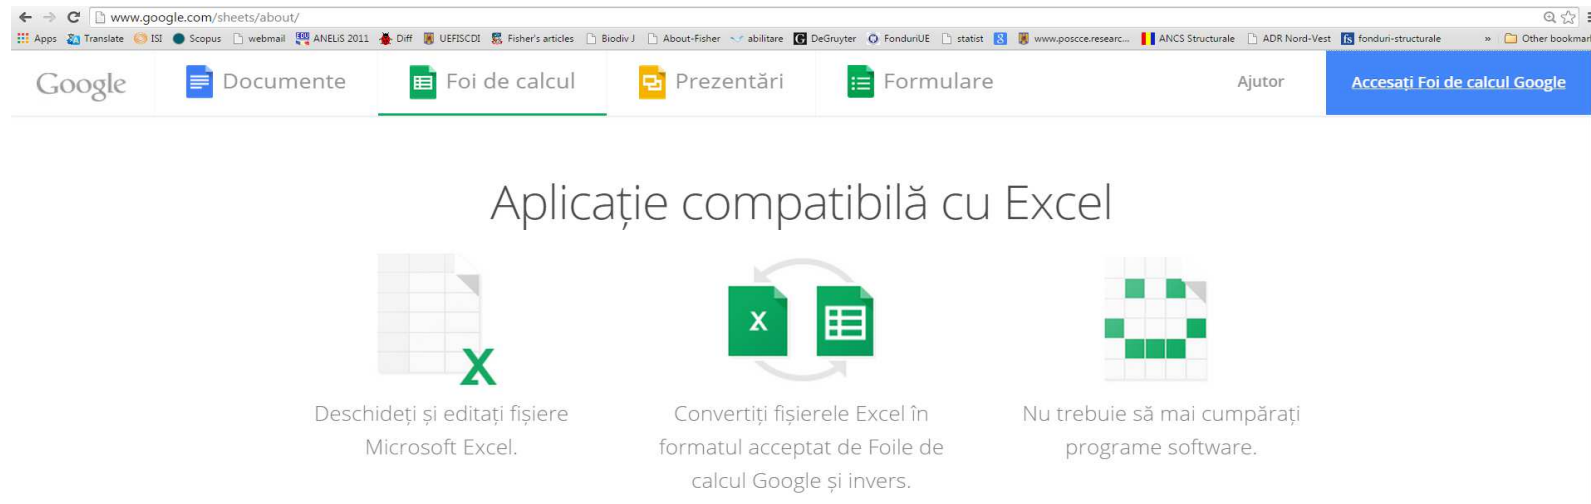 www.google.com/sheets/about/
Apps Translate ISI Scopus webmail ANELiS 2011 Diff UEFISCDI Fisher's articles Biodiv J About-Fisher abilitare DeGruyter FonduriUE statist www.poscce.researc... ANCS Structurale ADR Nord-Vest fonduri-structurale » Other bookmar
Google Documente Foi de calcul Prezentări Formulare Ajutor Accesați Foi de calcul Google
Aplicație compatibilă cu Excel
X
X
Deschideți și editați fișiere
Microsoft Excel.
Convertiți fișierele Excel în
formatul acceptat de Foile de
calcul Google și invers.
Nu trebuie să mai cumpărați
programe software.